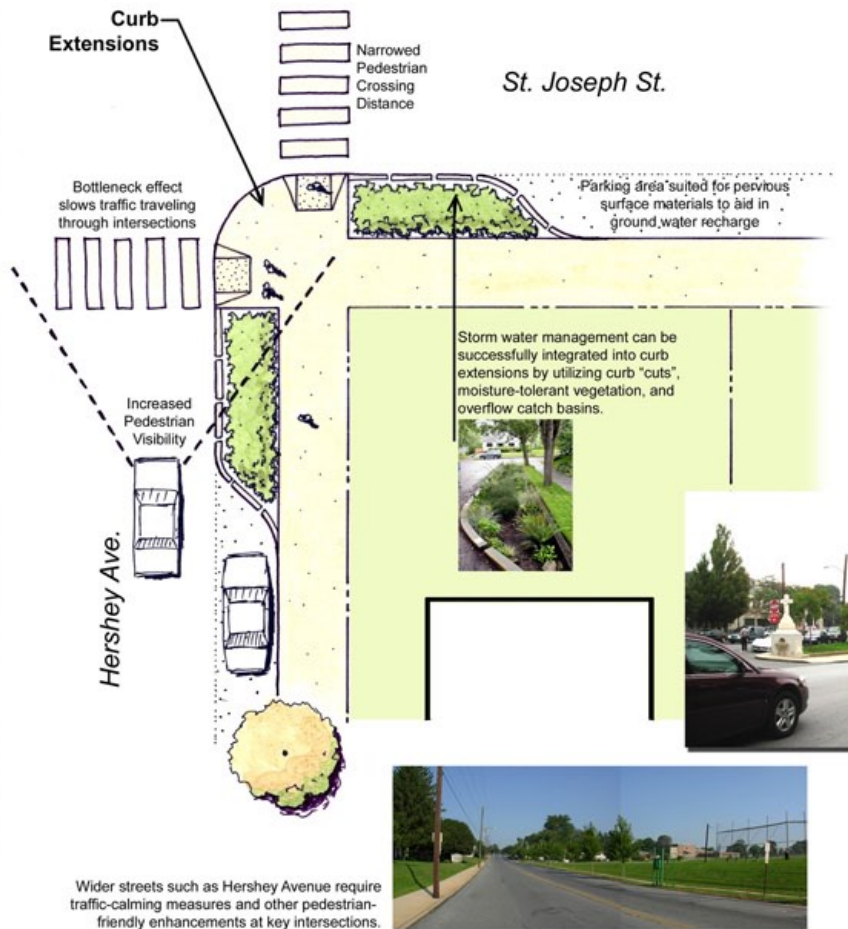 Curb
Extensions
Narrowed
Pedestrian
Crossing
Distance
St. Joseph St.
Bottleneck effect
slows traffic traveling
through intersections
Parking area suited for pervious
surface materials to aid in
ground water recharge
Storm water management can be
successfully integrated into curb
extensions by utilizing curb “cuts”,
moisture-tolerant vegetation, and
overflow catch basins.
Increased
Pedestrian
Visibility
Hershey Ave.
Wider streets such as Hershey Avenue require
traffic-calming measures and other pedestrian-
friendly enhancements at key intersections.